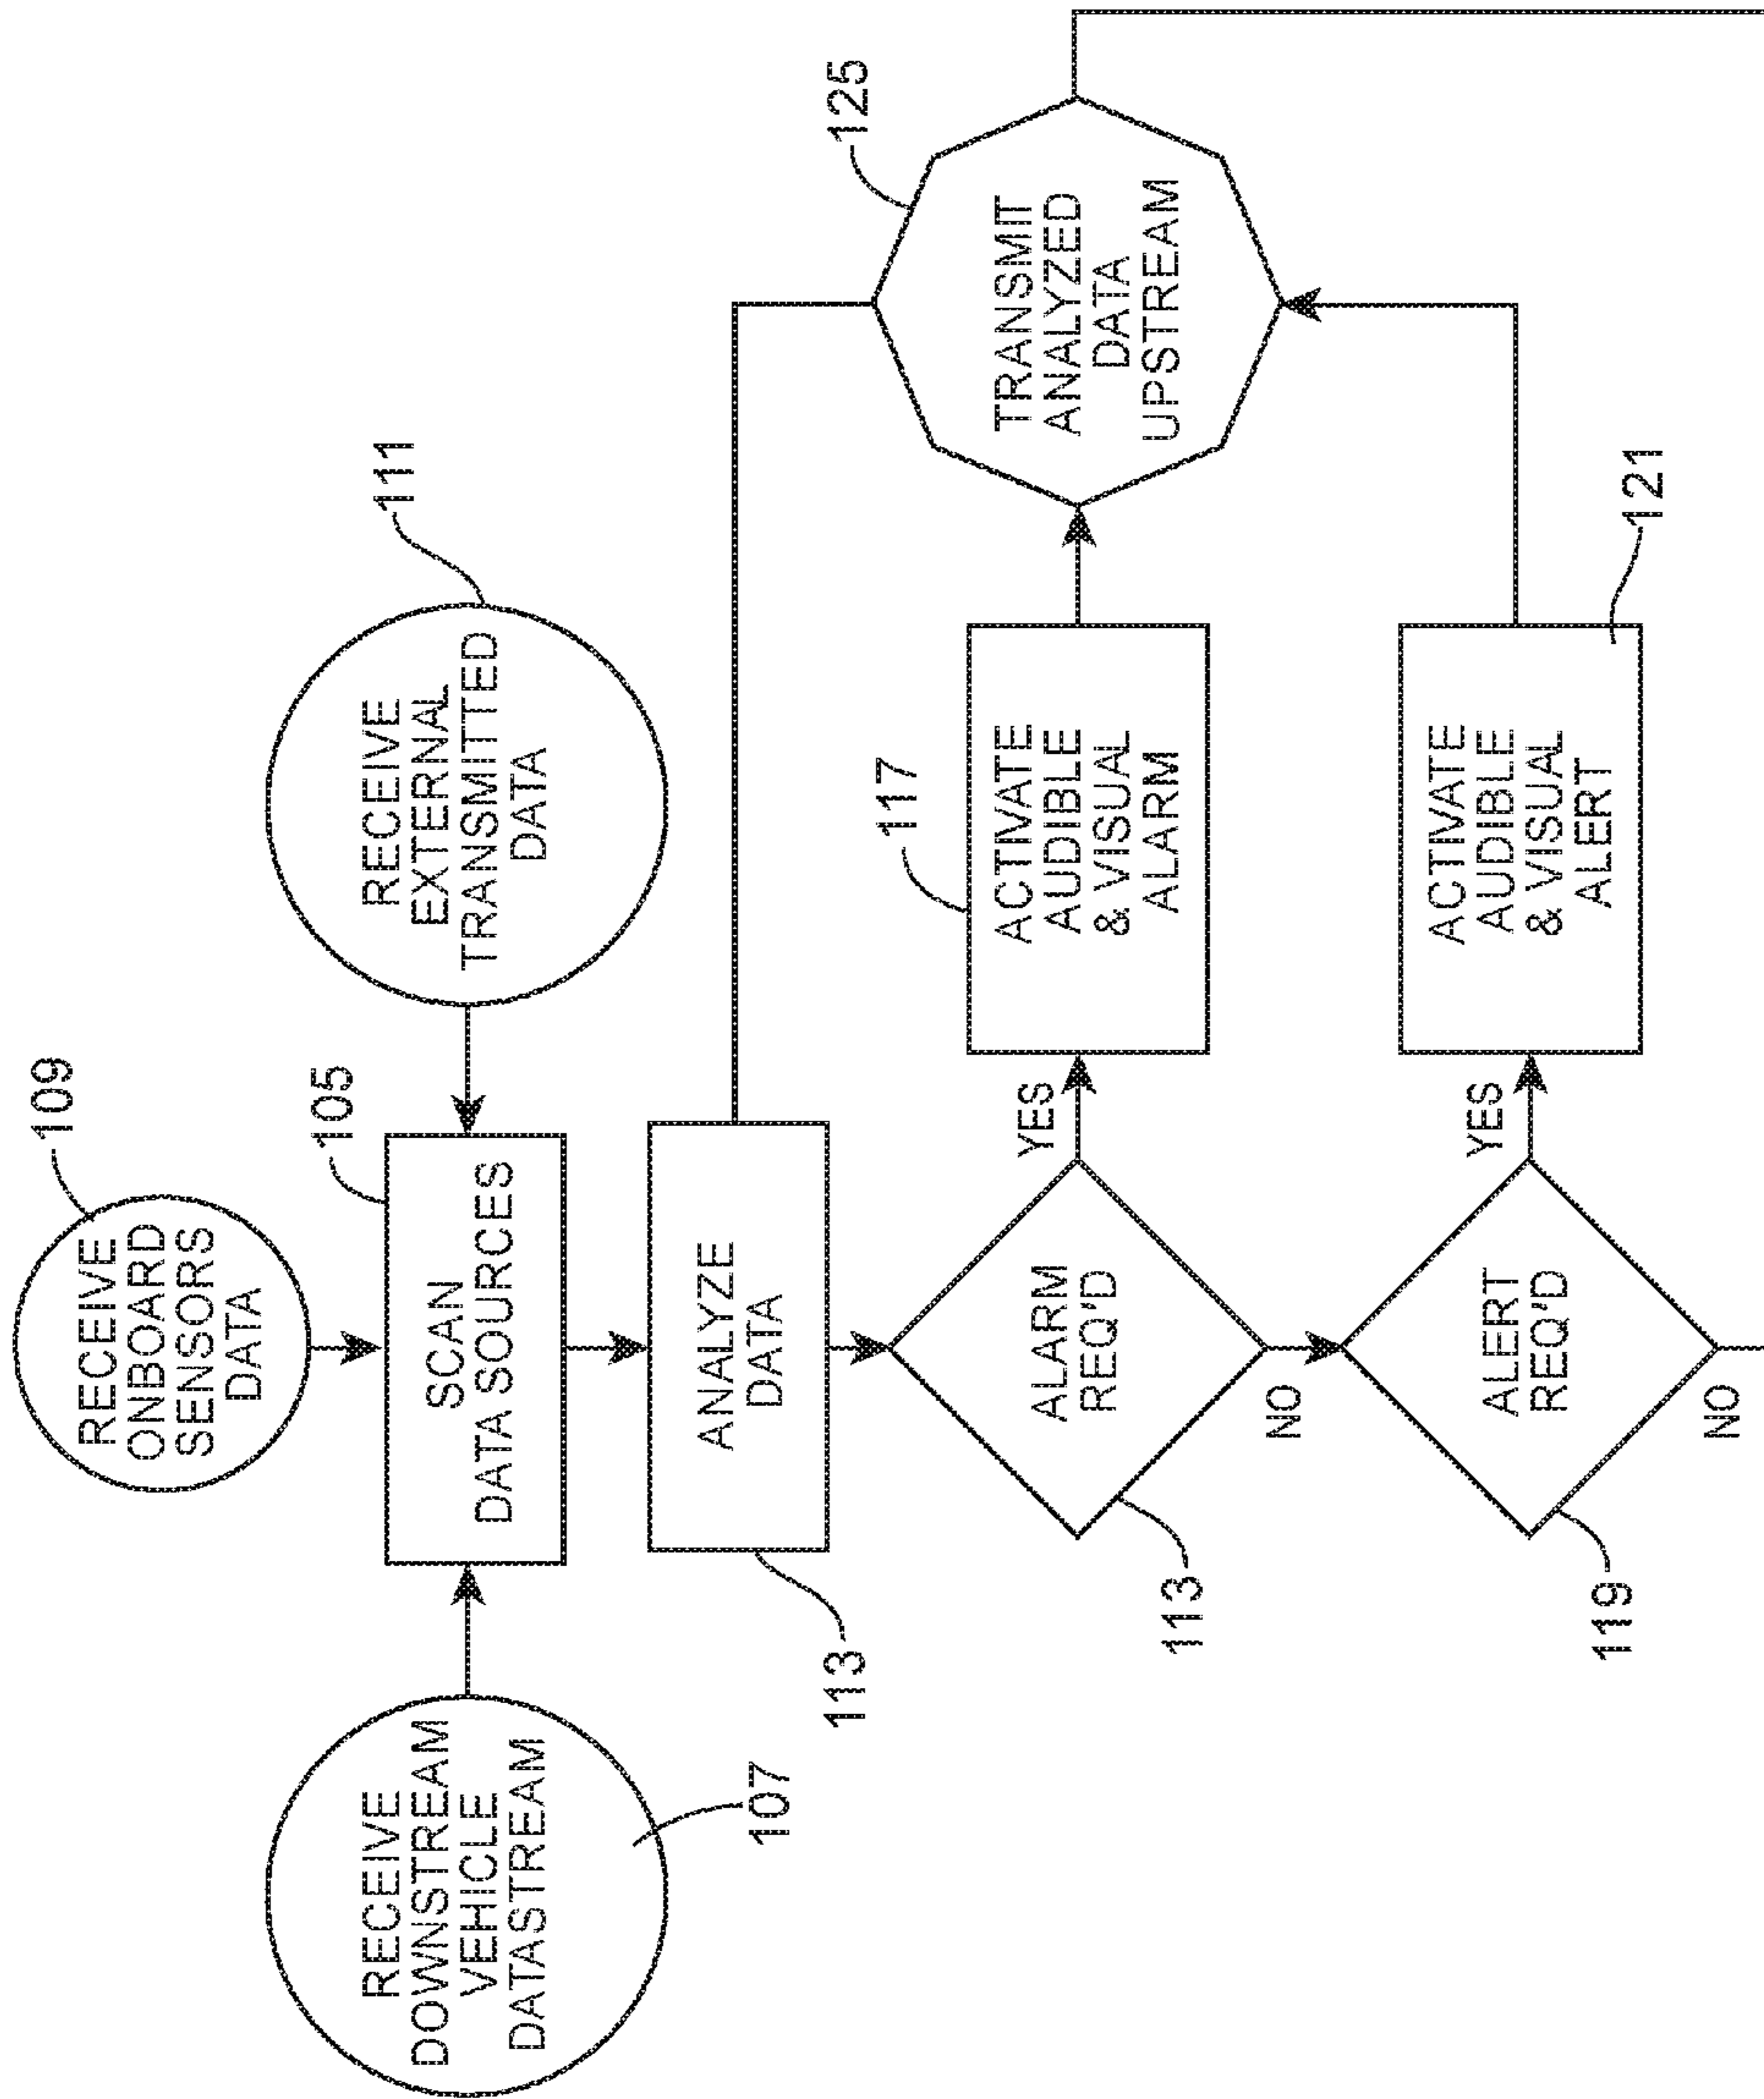 109
RECEIVE
ONBOARD
SENSORS
DATA
RECEIVE
DOWNSTREAM
VEHICLE
DATASTREAM
107
105
SCAN
DATA SOURCES
111
RECEIVE
EXTERNAL
TRANSMITTED
DATA
113
ANALYZE
DATA
113
ALARM
REQ'D
YES
NO
117
ACTIVATE
AUDIBLE
& VISUAL
ALARM
125
TRANSMIT
ANALYZED
DATA
UPSTREAM
119
ALERT
REQ'D
YES
NO
ACTIVATE
AUDIBLE
& VISUAL
ALERT
121